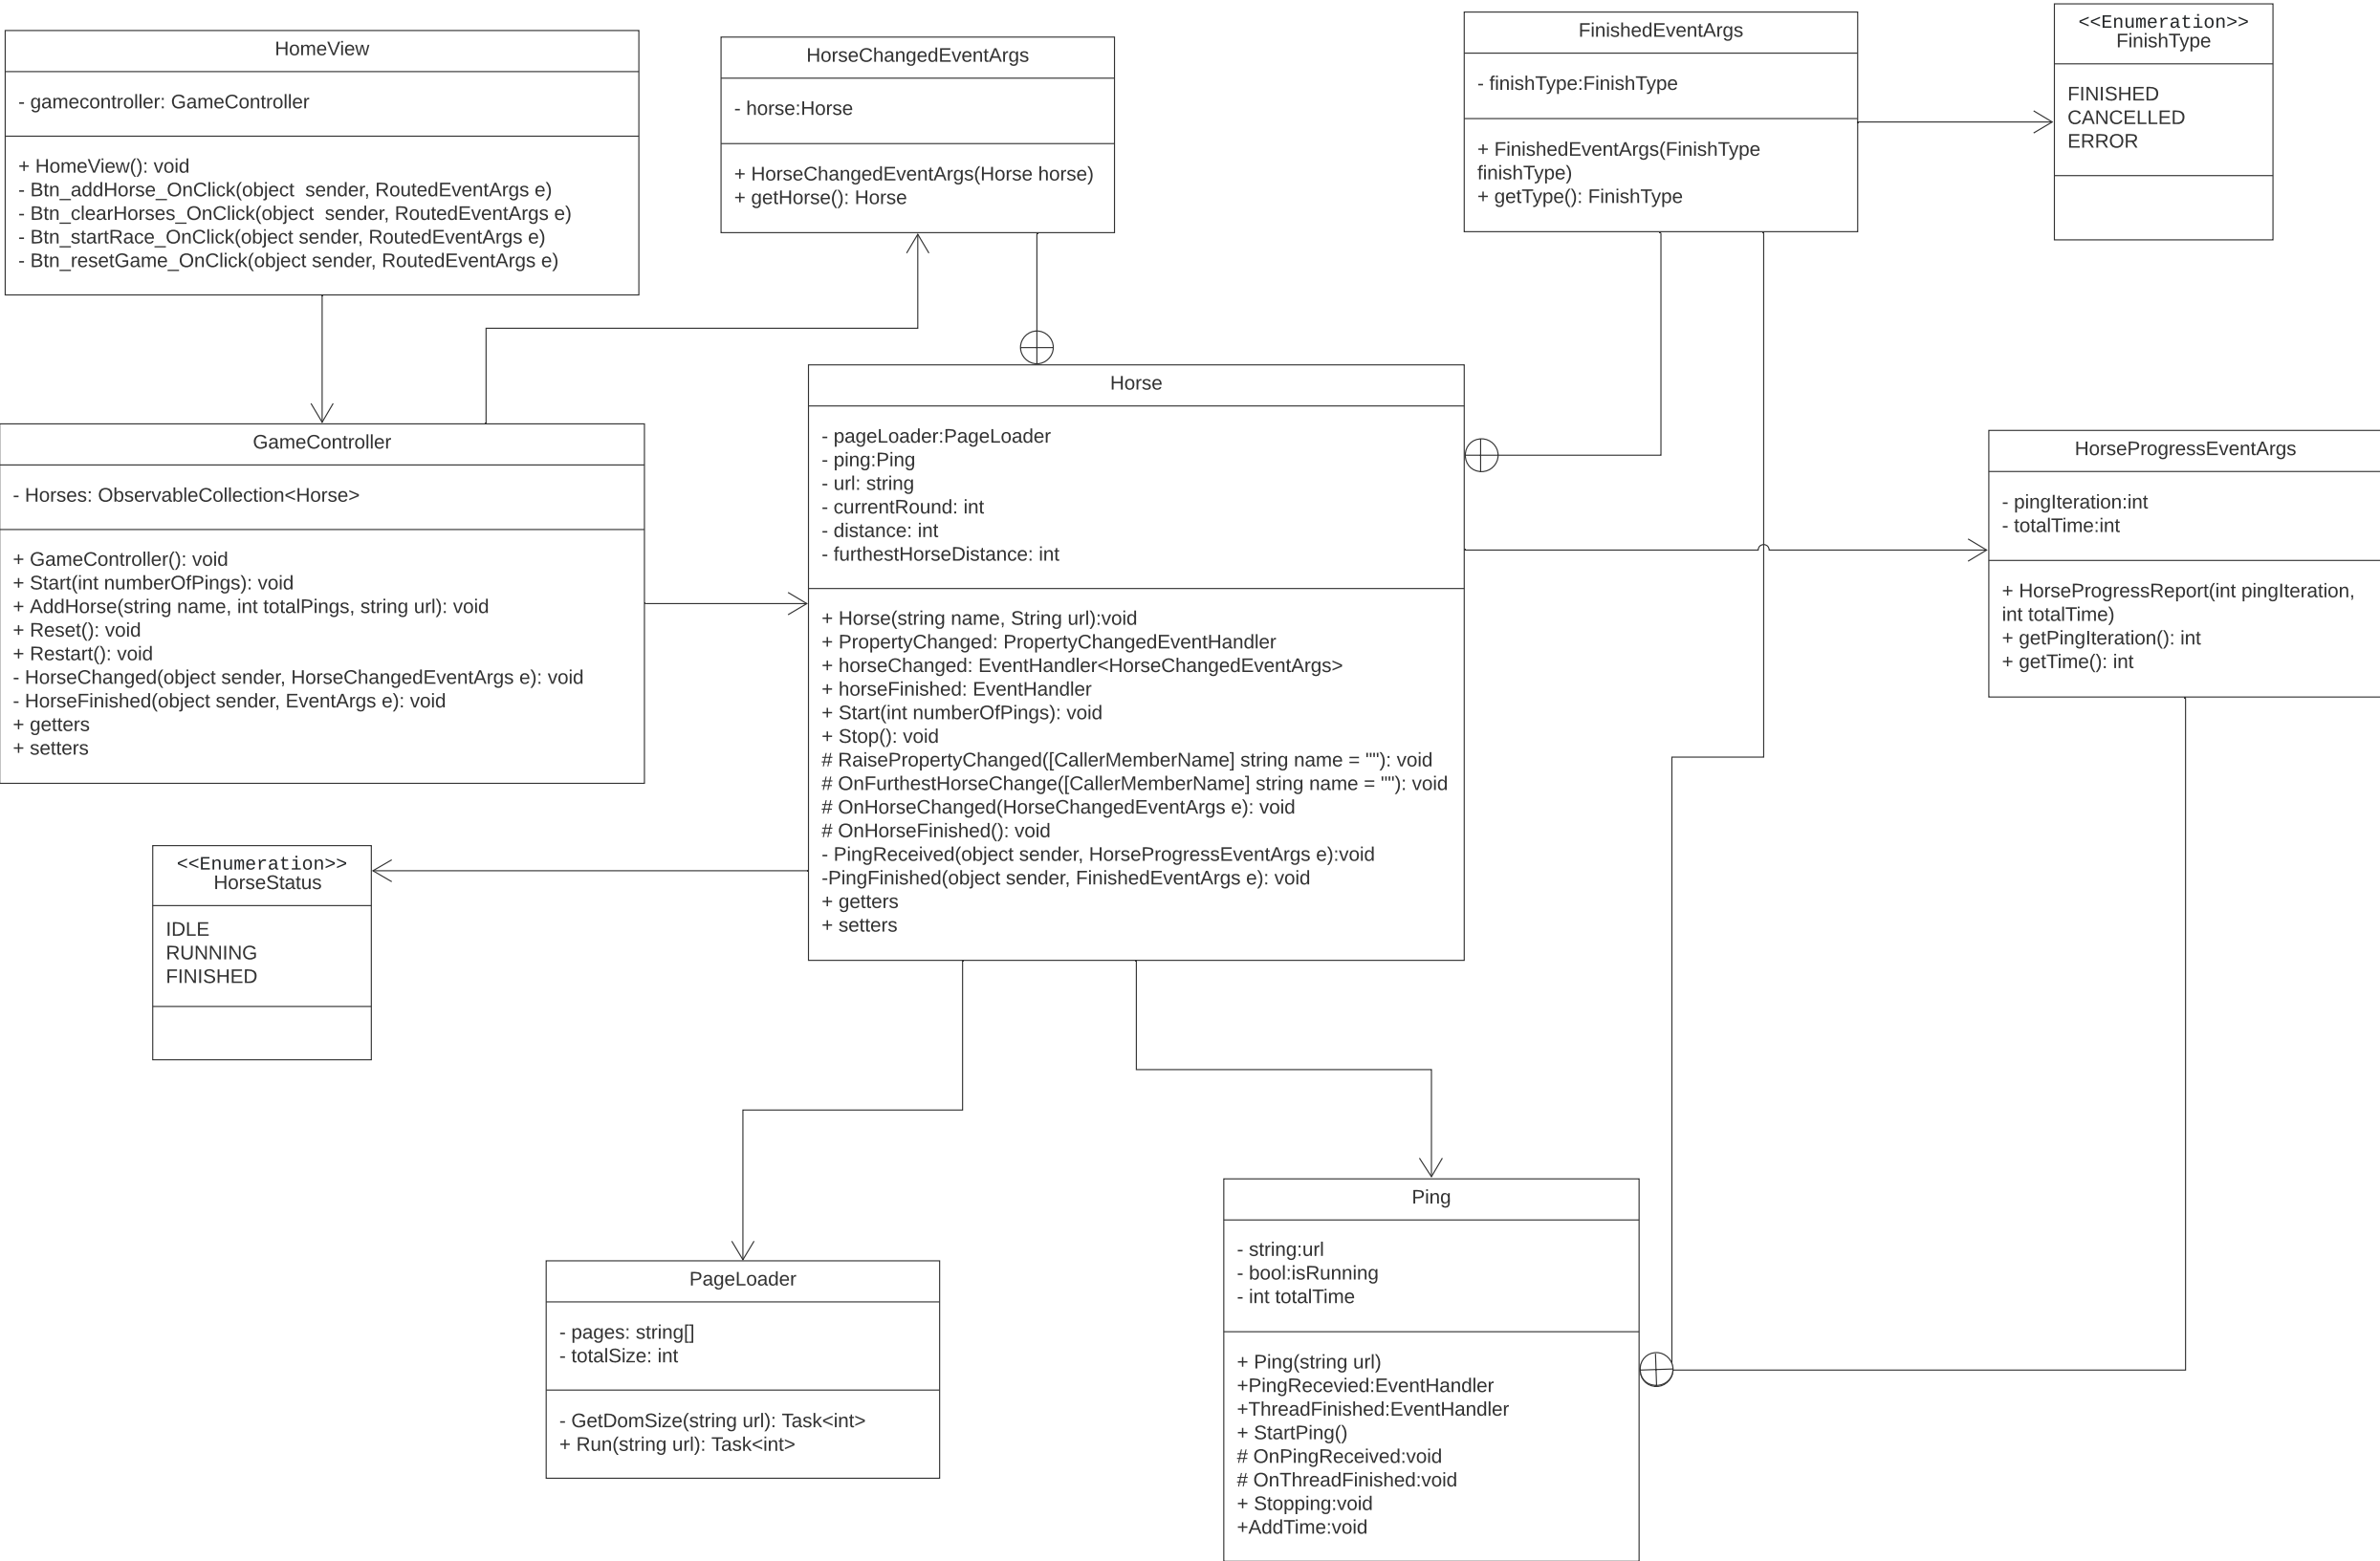 HomeView
- gamecontroller: GameController
+ HomeView(): void
- Btn_addHorse_OnClick(object  sender, RoutedEventArgs e)
- Btn_clearHorses_OnClick(object  sender, RoutedEventArgs e)
- Btn_startRace_OnClick(object sender, RoutedEventArgs e)
- Btn_resetGame_OnClick(object sender, RoutedEventArgs e)
HorseChangedEventArgs
- horse:Horse
+ HorseChangedEventArgs(Horse horse)
+ getHorse(): Horse
FinishedEventArgs
- finishType:FinishType
+ FinishedEventArgs(FinishType
finishType)
+ getType(): FinishType
<<Enumeration>>
FinishType
FINISHED
CANCELLED
ERROR
GameController
- Horses: ObservableCollection<Horse>
+ GameController(): void
+ Start(int numberOfPings): void
+ AddHorse(string name, int totalPings, string url): void
+ Reset(): void
+ Restart(): void
- HorseChanged(object sender, HorseChangedEventArgs e): void
- HorseFinished(object sender, EventArgs e): void
+ getters
+ setters
Horse
- pageLoader:PageLoader
- ping:Ping
- url: string
- currentRound: int
- distance: int
- furthestHorseDistance: int
+ Horse(string name, String url):void
+ PropertyChanged: PropertyChangedEventHandler
+ horseChanged: EventHandler<HorseChangedEventArgs>
+ horseFinished: EventHandler
+ Start(int numberOfPings): void
+ Stop(): void
# RaisePropertyChanged([CallerMemberName] string name = ""): void
# OnFurthestHorseChange([CallerMemberName] string name = ""): void
# OnHorseChanged(HorseChangedEventArgs e): void
# OnHorseFinished(): void
- PingReceived(object sender, HorseProgressEventArgs e):void
-PingFinished(object sender, FinishedEventArgs e): void
+ getters
+ setters
HorseProgressEventArgs
- pingIteration:int
- totalTime:int
+ HorseProgressReport(int pingIteration,
int totalTime)
+ getPingIteration(): int
+ getTime(): int
<<Enumeration>>
HorseStatus
IDLE
RUNNING
FINISHED
PageLoader
- pages: string[]
- totalSize: int
- GetDomSize(string url): Task<int>
+ Run(string url): Task<int>
Ping
- string:url
- bool:isRunning
- int totalTime
+ Ping(string url)
+PingRecevied:EventHandler
+ThreadFinished:EventHandler
+ StartPing()
# OnPingReceived:void
# OnThreadFinished:void
+ Stopping:void
+AddTime:void